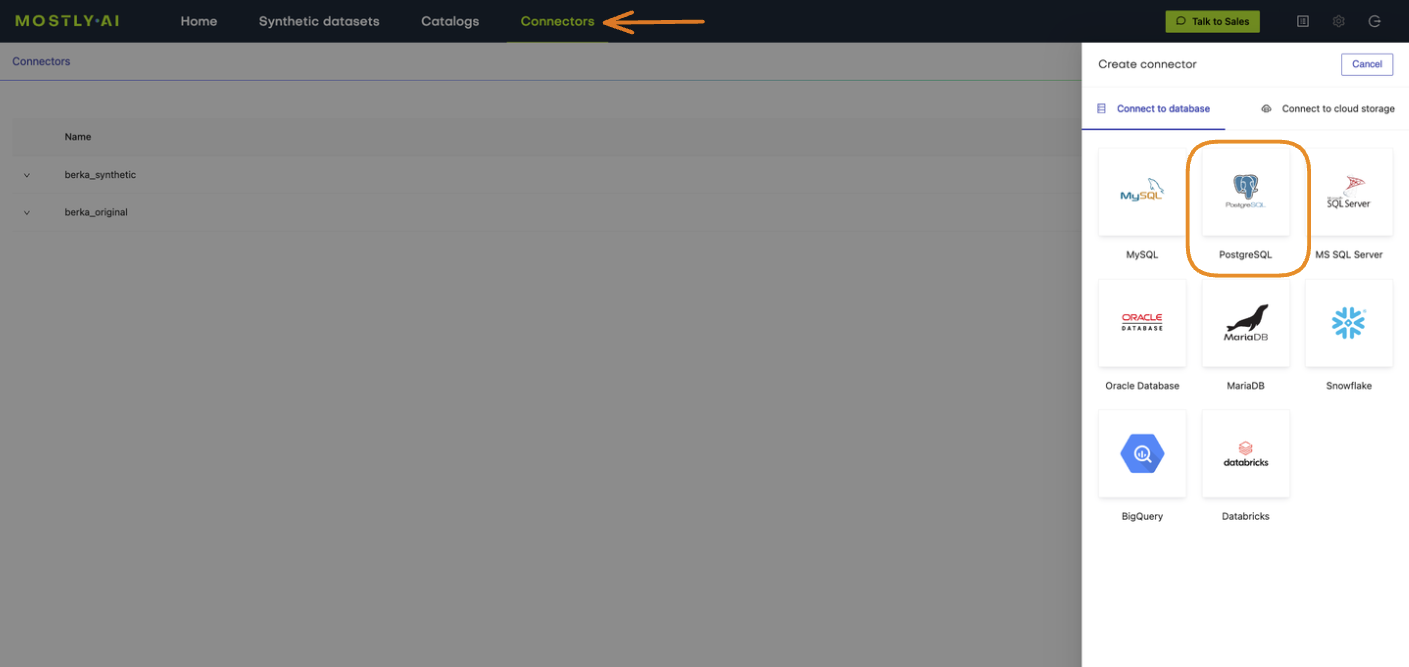 MOSTLY·AI Home Synthetic datasets Catalogs Connectors Talk to Sales
Connectors
Create connector Cancel
Connect to database Connect to cloud storage
Name
berka_synthetic
berka_original
MySQL PostgreSQL SQL Server
MySQL PostgreSQL MS SQL Server
ORACLE MariaDB
DATABASE
Oracle Database MariaDB Snowflake
databricks
BigQuery Databricks